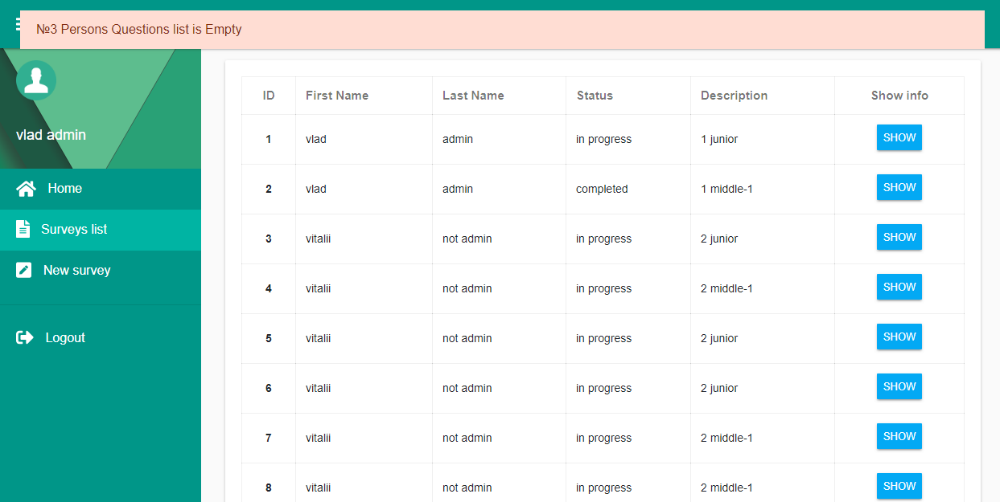 №3 Persons Questions list is Empty
vlad admin
Home
Surveys list
New survey
Logout
ID First Name Last Name Status Description Show info
1 vlad admin in progress 1 junior SHOW
2 vlad admin completed 1 middle-1 SHOW
3 vitalii not admin in progress 2 junior SHOW
4 vitalii not admin in progress 2 middle-1 SHOW
5 vitalii not admin in progress 2 junior SHOW
6 vitalii not admin in progress 2 junior SHOW
7 vitalii not admin in progress 2 middle-1 SHOW
8 vitalii not admin in progress 2 middle-1 SHOW